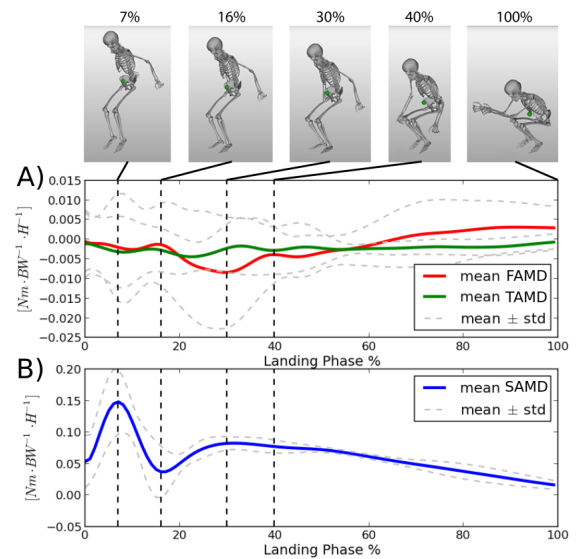 7% 16% 30% 40% 100%
A)
0.015
0.010
0.005
0.000
−0.005
−0.010
−0.015
−0.020
−0.025
[Nm·BW⁻¹·H⁻¹]
mean FAMD
mean TAMD
mean ± std
0 20 40 60 80 100
Landing Phase %
B)
0.20
0.15
0.10
0.05
0.00
−0.05
[Nm·BW⁻¹·H⁻¹]
mean SAMD
mean ± std
0 20 40 60 80 100
Landing Phase %